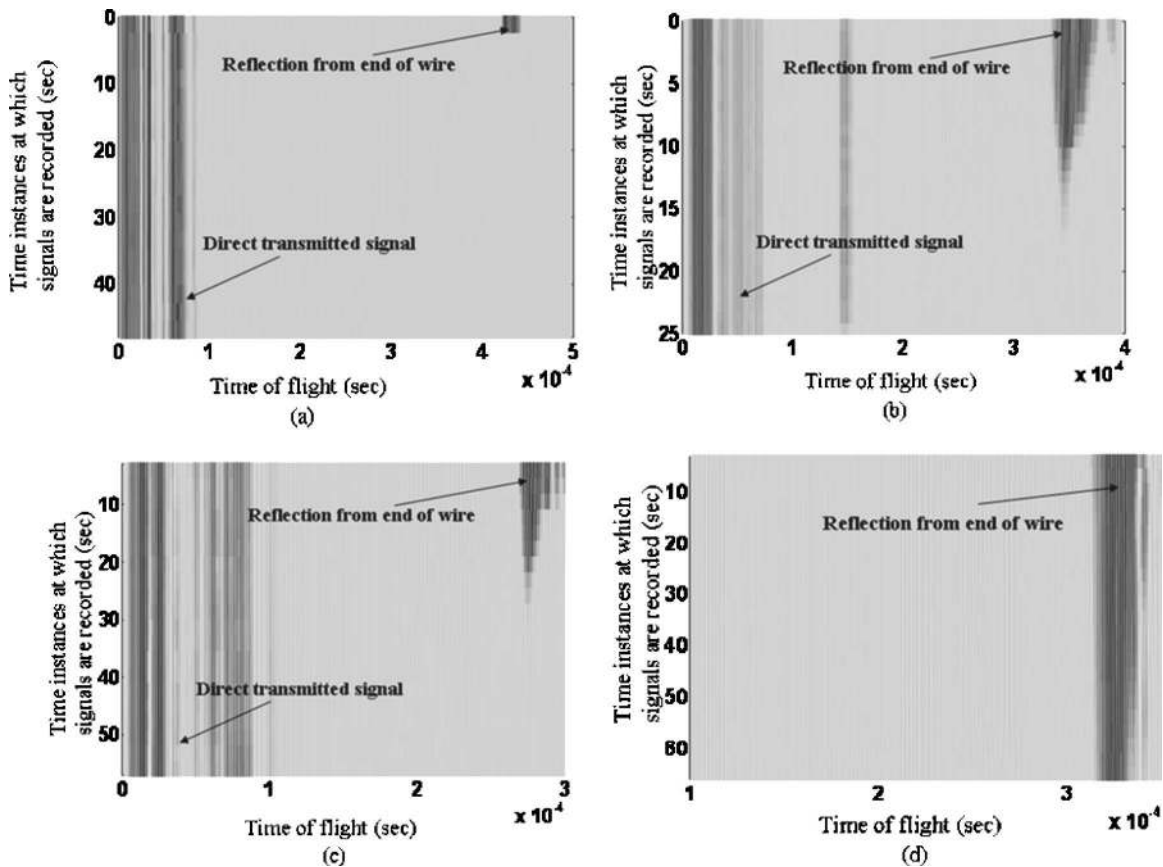 Time instances at which
signals are recorded (sec)
0
10
20
30
40
Reflection from end of wire
Direct transmitted signal
0 1 2 3 4 5
x 10-4
Time of flight (sec)
(a)
Time instances at which
signals are recorded (sec)
0
5
10
15
20
25
Reflection from end of wire
Direct transmitted signal
0 1 2 3 4
x 10-4
Time of flight (sec)
(b)
Time instances at which
signals are recorded (sec)
10
20
30
40
50
Reflection from end of wire
Direct transmitted signal
0 1 2 3
x 10-4
Time of flight (sec)
(c)
Time instances at which
signals are recorded (sec)
10
20
30
40
50
60
Reflection from end of wire
1 2 3
x 10-4
Time of flight (sec)
(d)